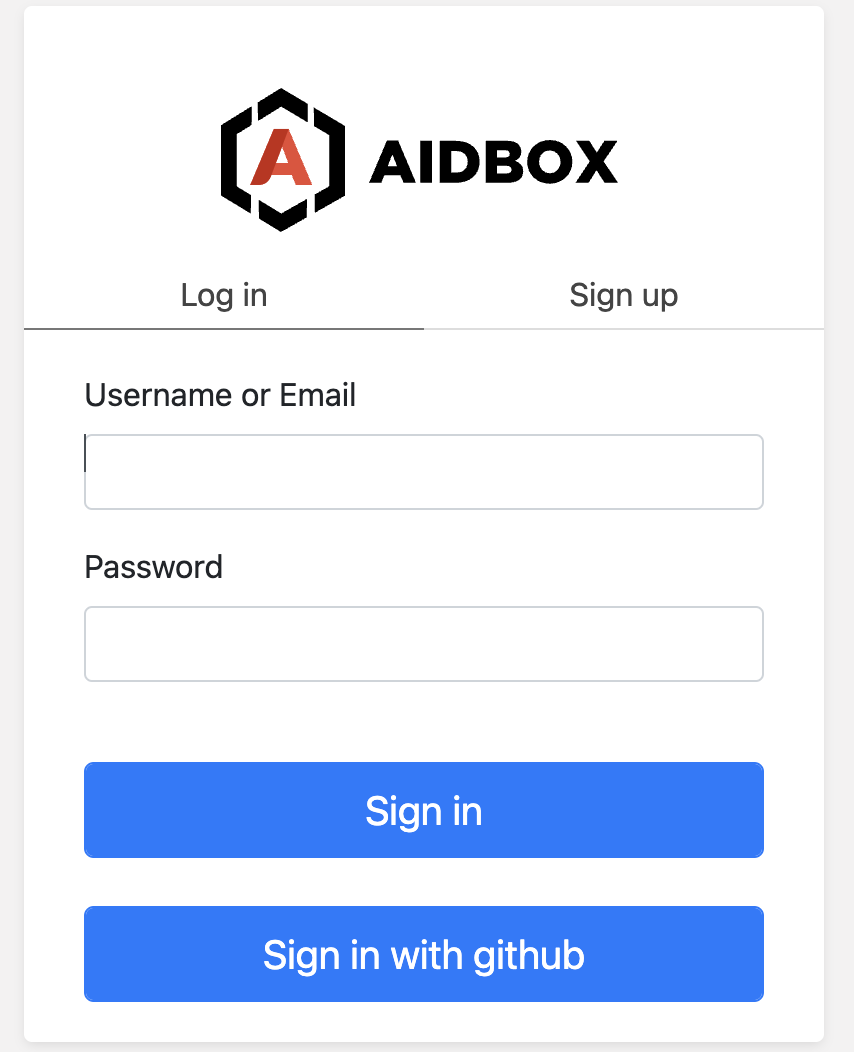 AIDBOX
Log in
Sign up
Username or Email
Password
Sign in
Sign in with github